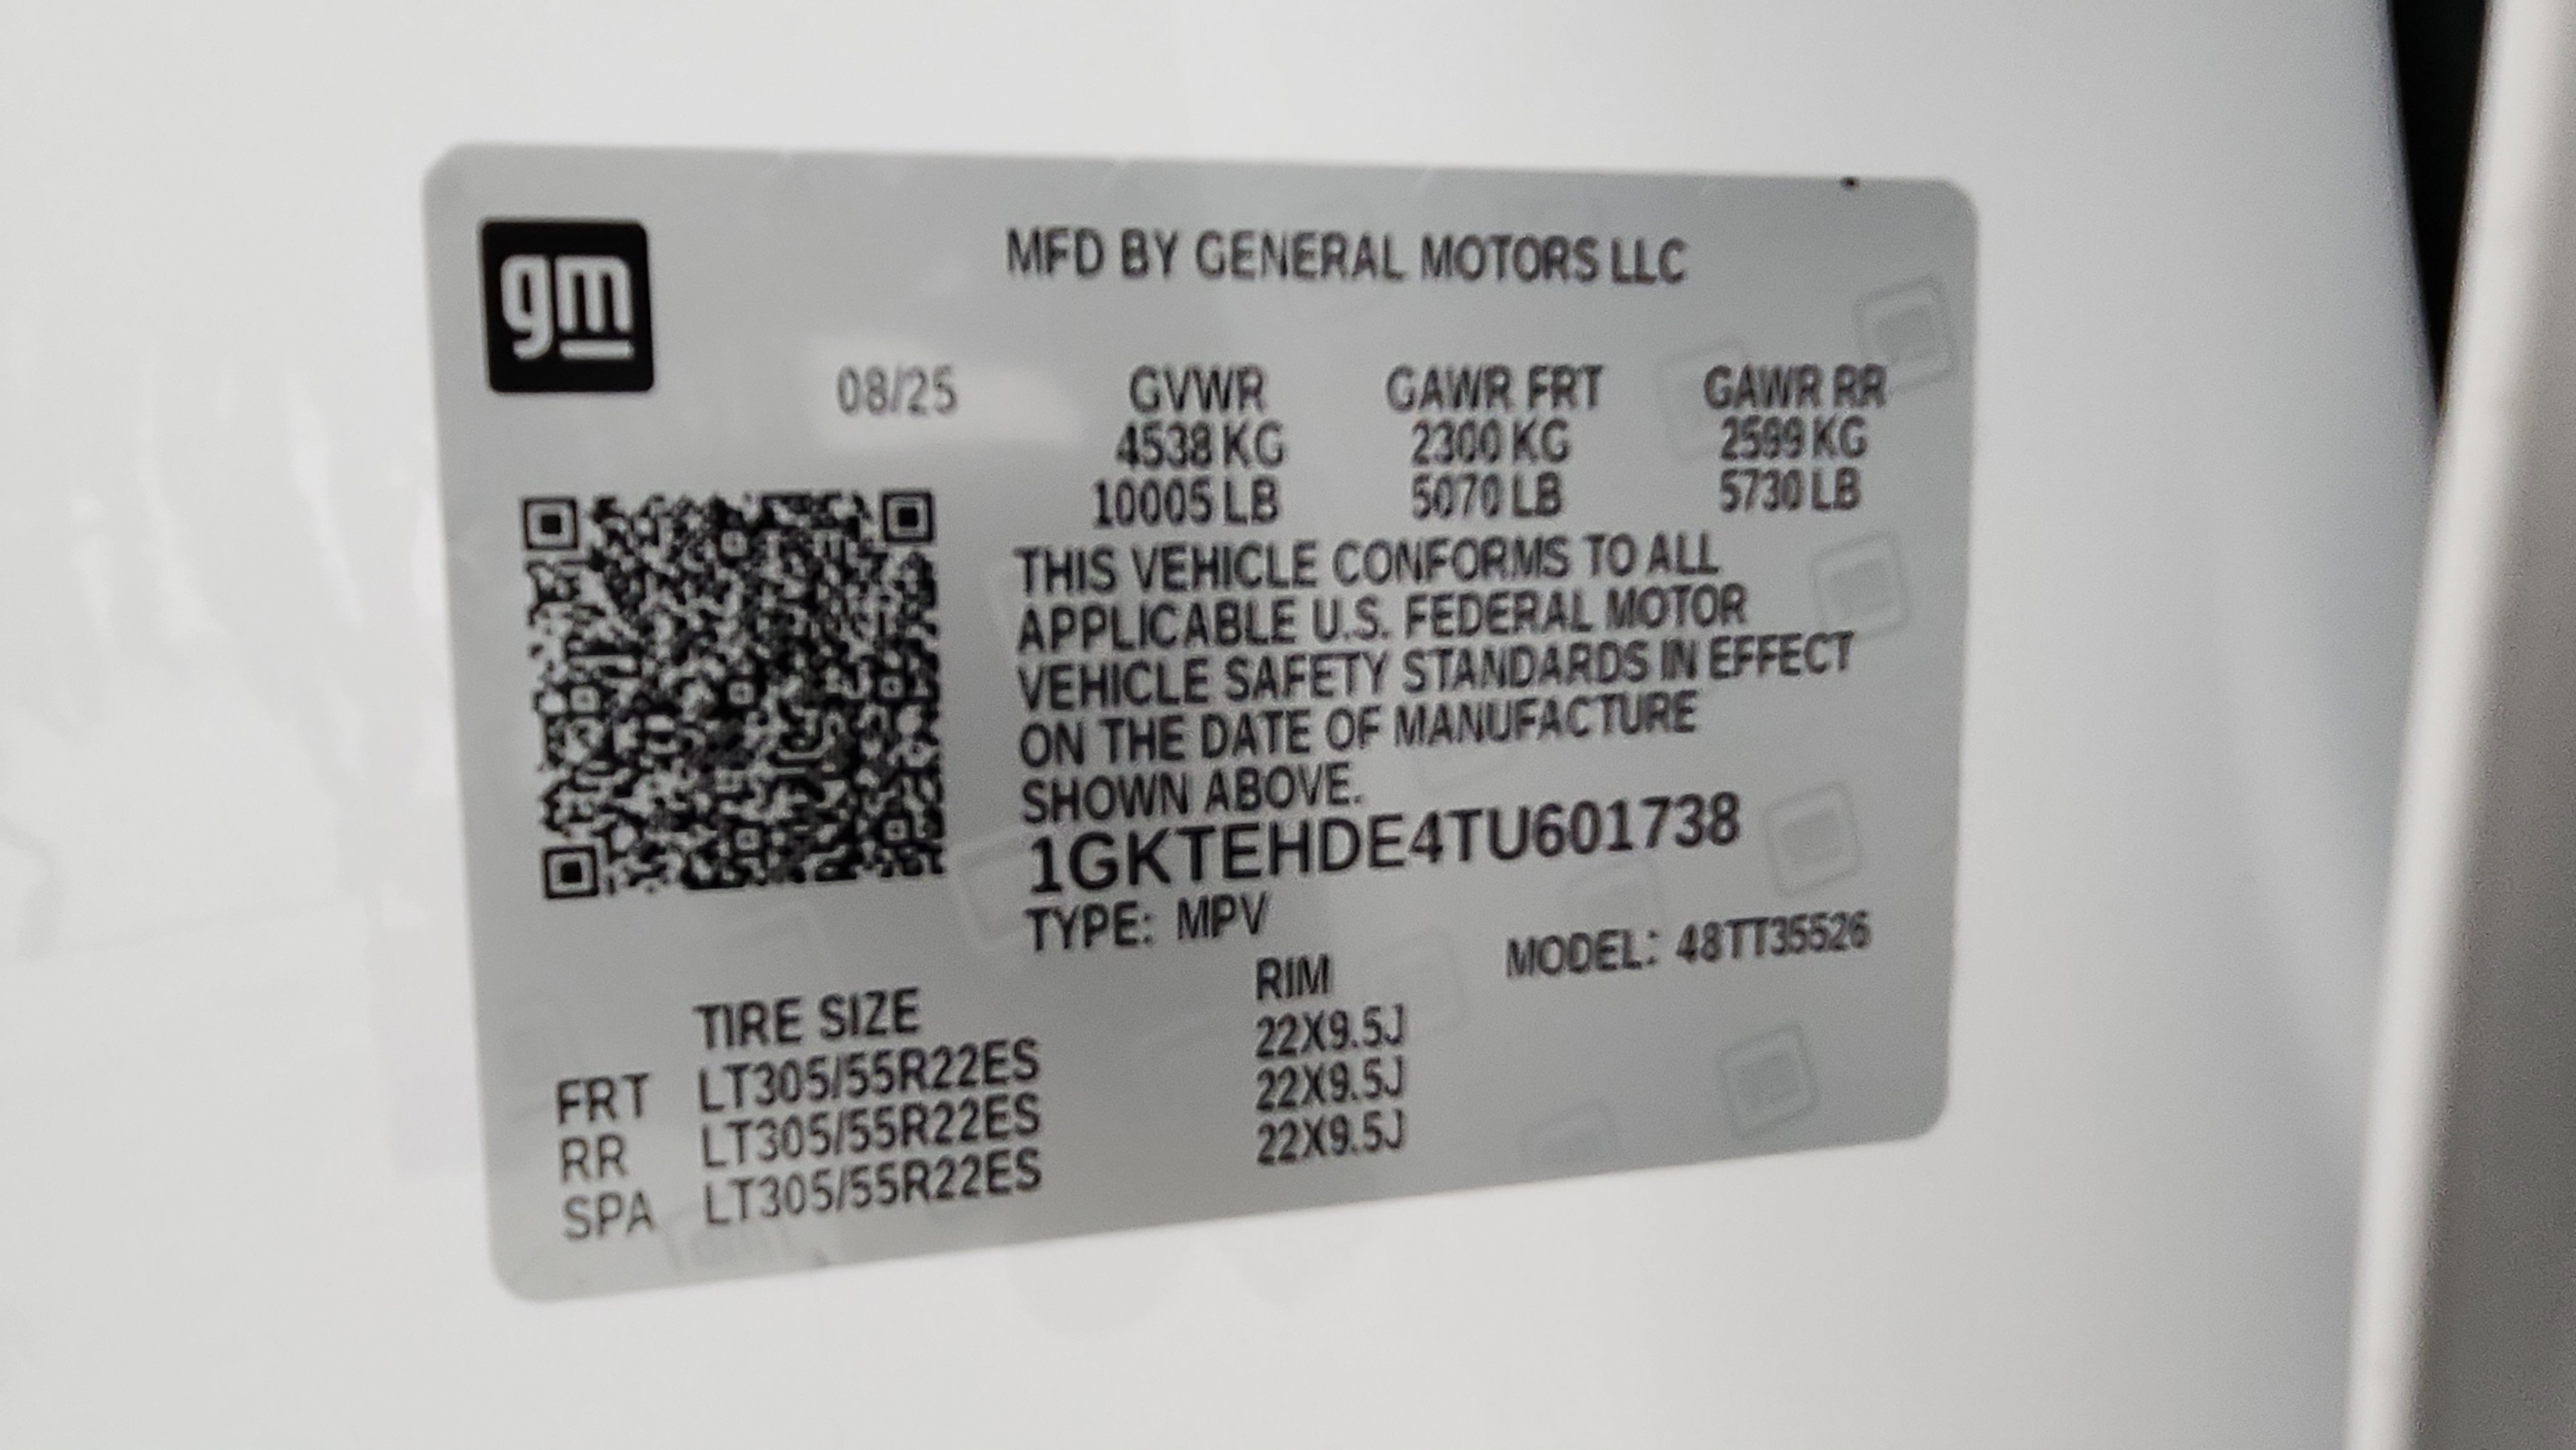 gm
MFD BY GENERAL MOTORS LLC
08/25 GVWR GAWR FRT GAWR RR
4538 KG 2300 KG 2599 KG
10005 LB 5070 LB 5730 LB
THIS VEHICLE CONFORMS TO ALL
APPLICABLE U.S. FEDERAL MOTOR
VEHICLE SAFETY STANDARDS IN EFFECT
ON THE DATE OF MANUFACTURE
SHOWN ABOVE.
1GKTEHDE4TU601738
TYPE: MPV MODEL: 48TT35526
TIRE SIZE RIM
FRT LT305/55R22ES 22X9.5J
RR LT305/55R22ES 22X9.5J
SPA LT305/55R22ES 22X9.5J